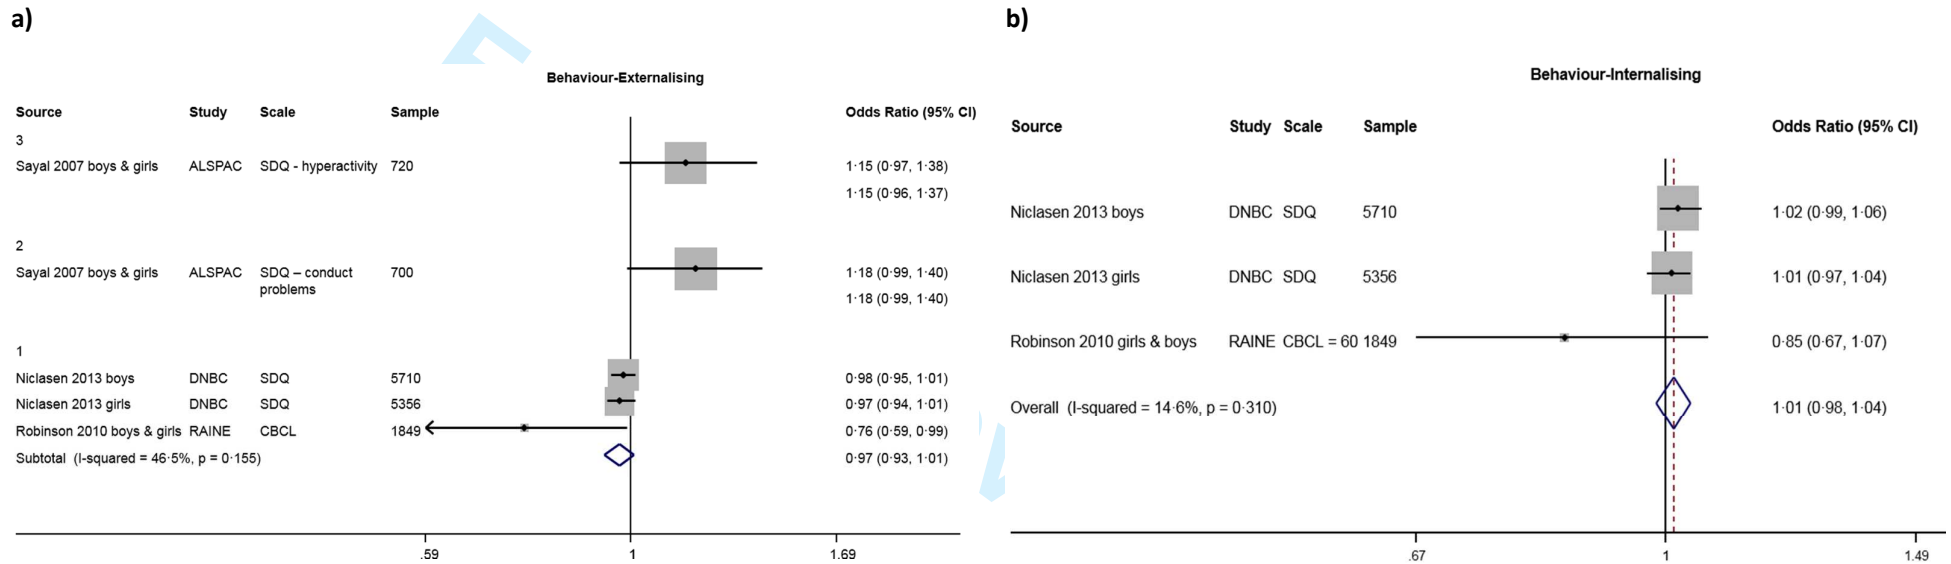 a)
Behaviour-Externalising
Source Study Scale Sample Odds Ratio (95% CI)
3
Sayal 2007 boys & girls ALSPAC SDQ - hyperactivity 720 1·15 (0·97, 1·38)
1·15 (0·96, 1·37)
2
Sayal 2007 boys & girls ALSPAC SDQ – conduct problems 700 1·18 (0·99, 1·40)
1·18 (0·99, 1·40)
1
Niclasen 2013 boys DNBC SDQ 5710 0·98 (0·95, 1·01)
Niclasen 2013 girls DNBC SDQ 5356 0·97 (0·94, 1·01)
Robinson 2010 boys & girls RAINE CBCL 1849 0·76 (0·59, 0·99)
Subtotal (I-squared = 46·5%, p = 0·155) 0·97 (0·93, 1·01)
.59 1 1.69
b)
Behaviour-Internalising
Source Study Scale Sample Odds Ratio (95% CI)
Niclasen 2013 boys DNBC SDQ 5710 1·02 (0·99, 1·06)
Niclasen 2013 girls DNBC SDQ 5356 1·01 (0·97, 1·04)
Robinson 2010 girls & boys RAINE CBCL = 60 1849 0·85 (0·67, 1·07)
Overall (I-squared = 14·6%, p = 0·310) 1·01 (0·98, 1·04)
.67 1 1.49